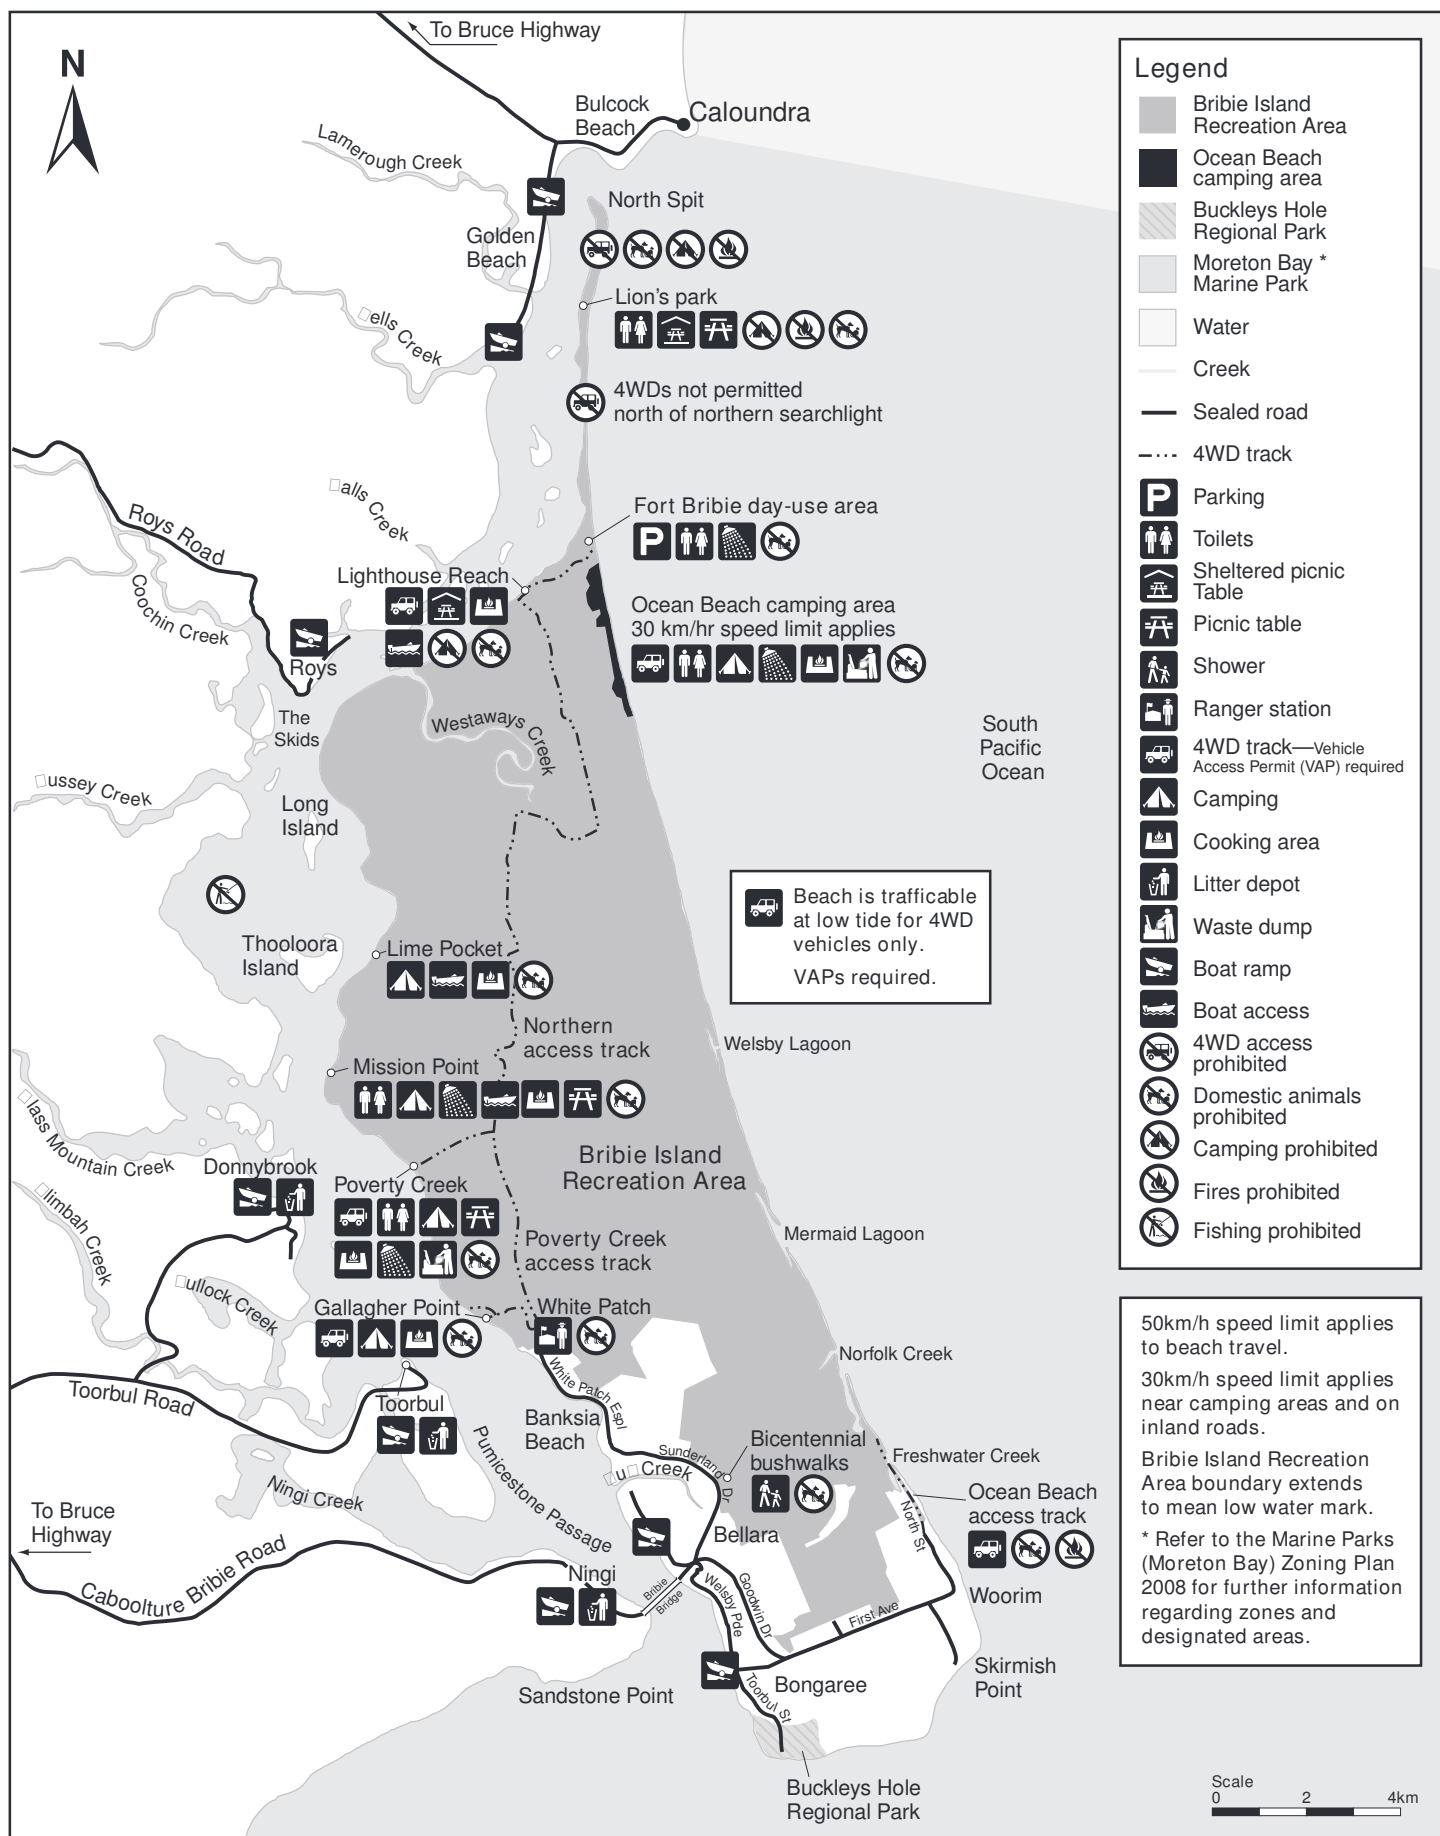 To Bruce Highway
N
Bulcock
Beach
Caloundra
Lamerough Creek
North Spit
Golden
Beach
Lion's park
ells Creek
4WDs not permitted
north of northern searchlight
alls Creek
Fort Bribie day-use area
P
Roys Road
Lighthouse Reach
Coochin Creek
Ocean Beach camping area
30 km/hr speed limit applies
Roys
The
Skids
Westaways Creek
South
Pacific
Ocean
ussey Creek
Long
Island
Beach is trafficable
at low tide for 4WD
vehicles only.
VAPs required.
Thooloora
Island
Lime Pocket
Northern
access track
Welsby Lagoon
Mission Point
lass Mountain Creek
Donnybrook
Bribie Island
Recreation Area
Poverty Creek
limbah Creek
Mermaid Lagoon
Poverty Creek
access track
ullock Creek
Gallagher Point
White Patch
Norfolk Creek
Toorbul Road
Toorbul
White Patch Espl
Banksia
Beach
Pumicestone Passage
Sunderland Dr
Bicentennial
bushwalks
Freshwater Creek
u Creek
Ningi Creek
Ocean Beach
access track
North St
To Bruce
Highway
Bellara
Caboolture Bribie Road
Ningi
Bribie
Bridge
Welsby Pde
Goodwin Dr
First Ave
Woorim
Skirmish
Point
Sandstone Point
Toorbul St
Bongaree
Buckleys Hole
Regional Park
Legend
Bribie Island
Recreation Area
Ocean Beach
camping area
Buckleys Hole
Regional Park
Moreton Bay *
Marine Park
Water
Creek
Sealed road
4WD track
P
Parking
Toilets
Sheltered picnic
Table
Picnic table
Shower
Ranger station
4WD track—Vehicle
Access Permit (VAP) required
Camping
Cooking area
Litter depot
Waste dump
Boat ramp
Boat access
4WD access
prohibited
Domestic animals
prohibited
Camping prohibited
Fires prohibited
Fishing prohibited
50km/h speed limit applies
to beach travel.
30km/h speed limit applies
near camping areas and on
inland roads.
Bribie Island Recreation
Area boundary extends
to mean low water mark.
* Refer to the Marine Parks
(Moreton Bay) Zoning Plan
2008 for further information
regarding zones and
designated areas.
Scale
0 2 4km